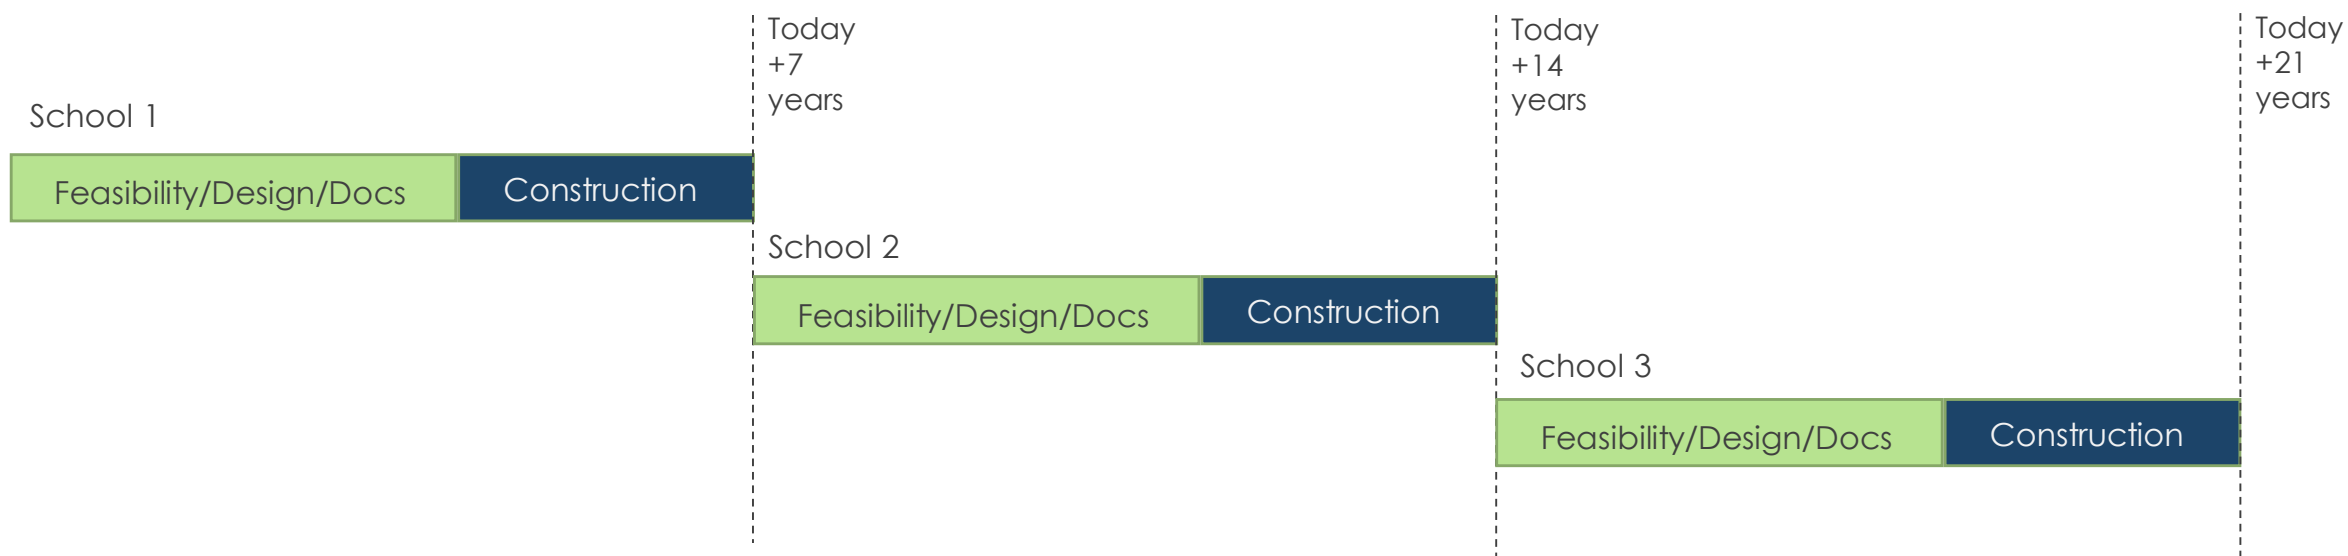 Today
+7
years
Today
+14
years
Today
+21
years
School 1
Feasibility/Design/Docs
Construction
School 2
Feasibility/Design/Docs
Construction
School 3
Feasibility/Design/Docs
Construction